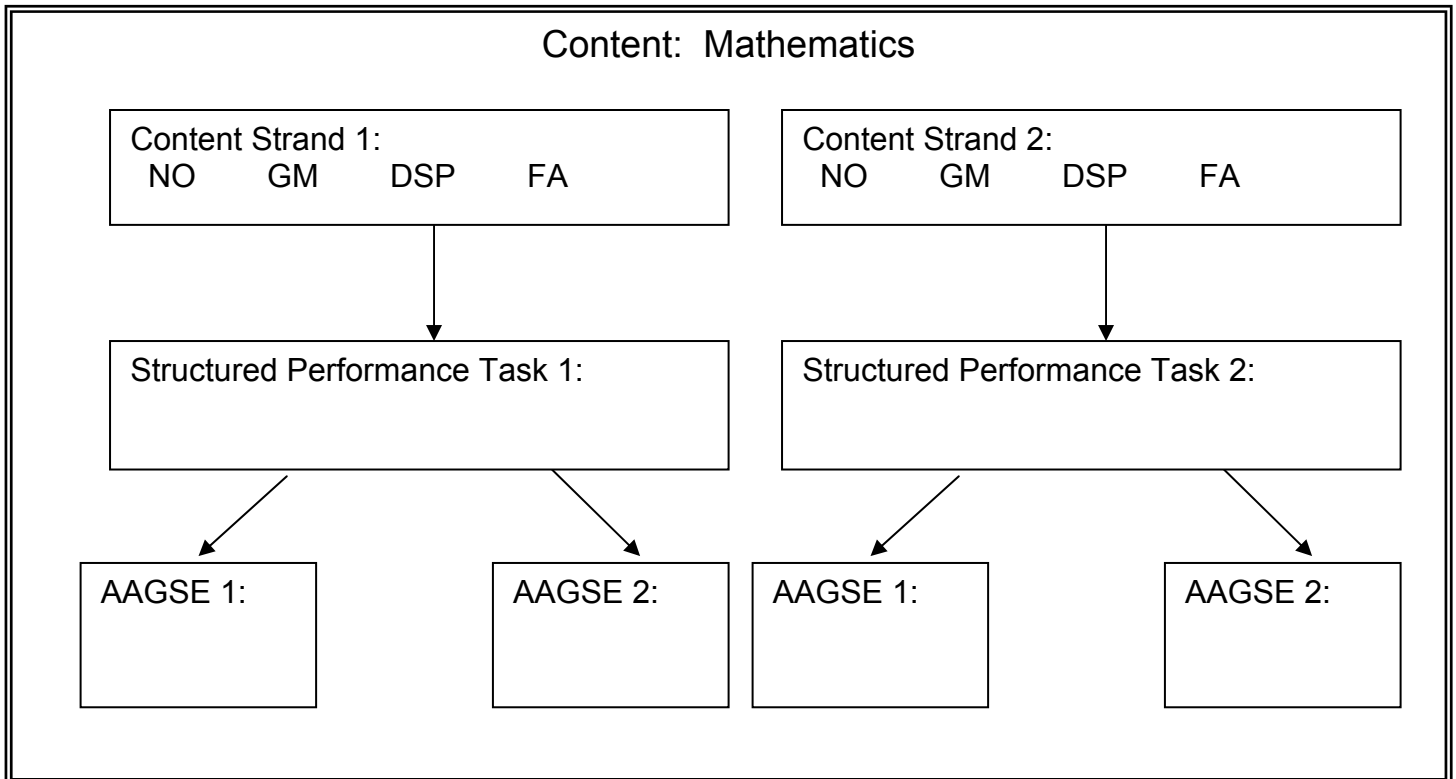 Content: Mathematics
Content Strand 1:
NO GM DSP FA
Content Strand 2:
NO GM DSP FA
Structured Performance Task 1:
Structured Performance Task 2:
AAGSE 1:
AAGSE 2:
AAGSE 1:
AAGSE 2: